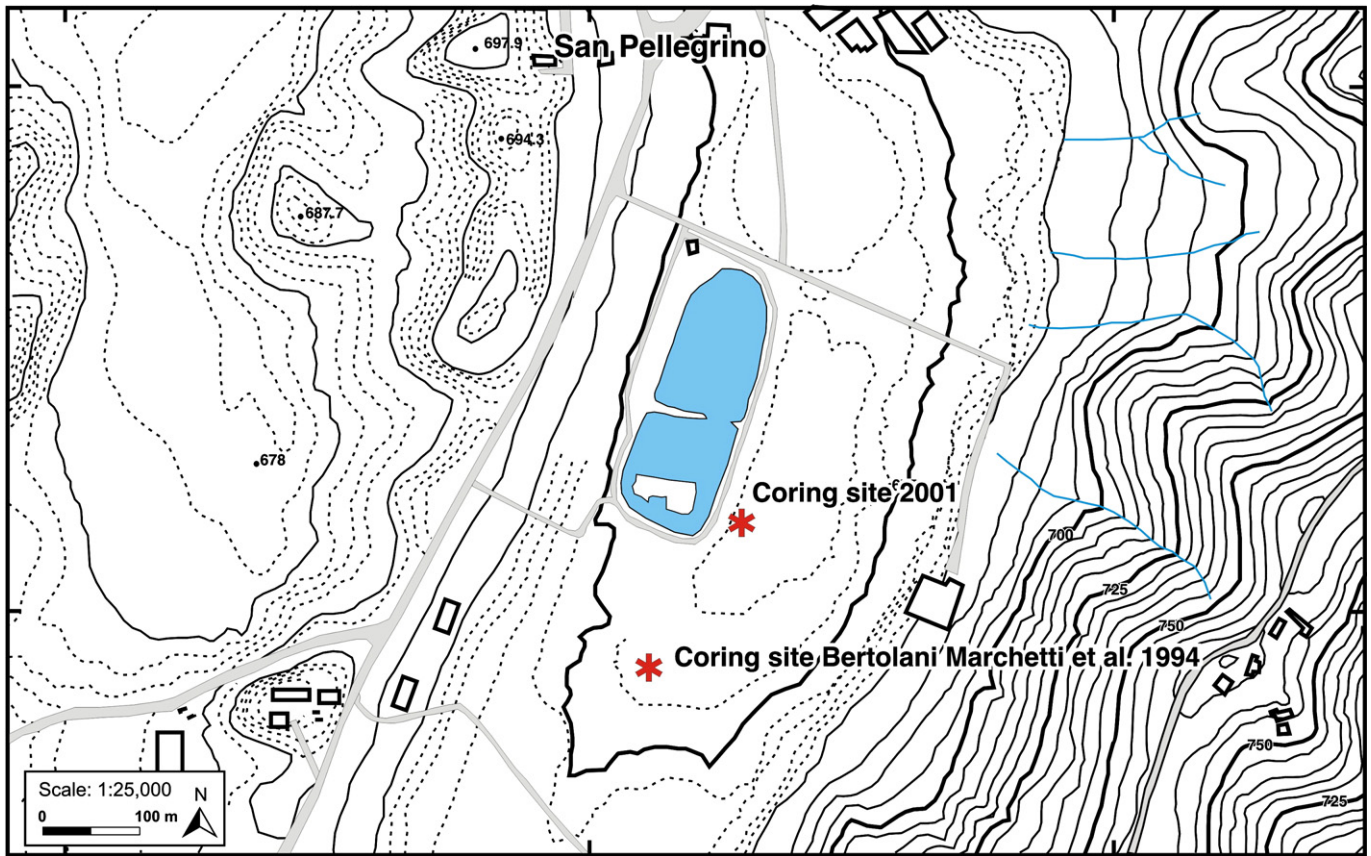 697.9
San Pellegrino
694.3
687.7
678
Coring site 2001
700
725
750
Coring site Bertolani Marchetti et al. 1994
750
725
Scale: 1:25,000
N
0 100 m